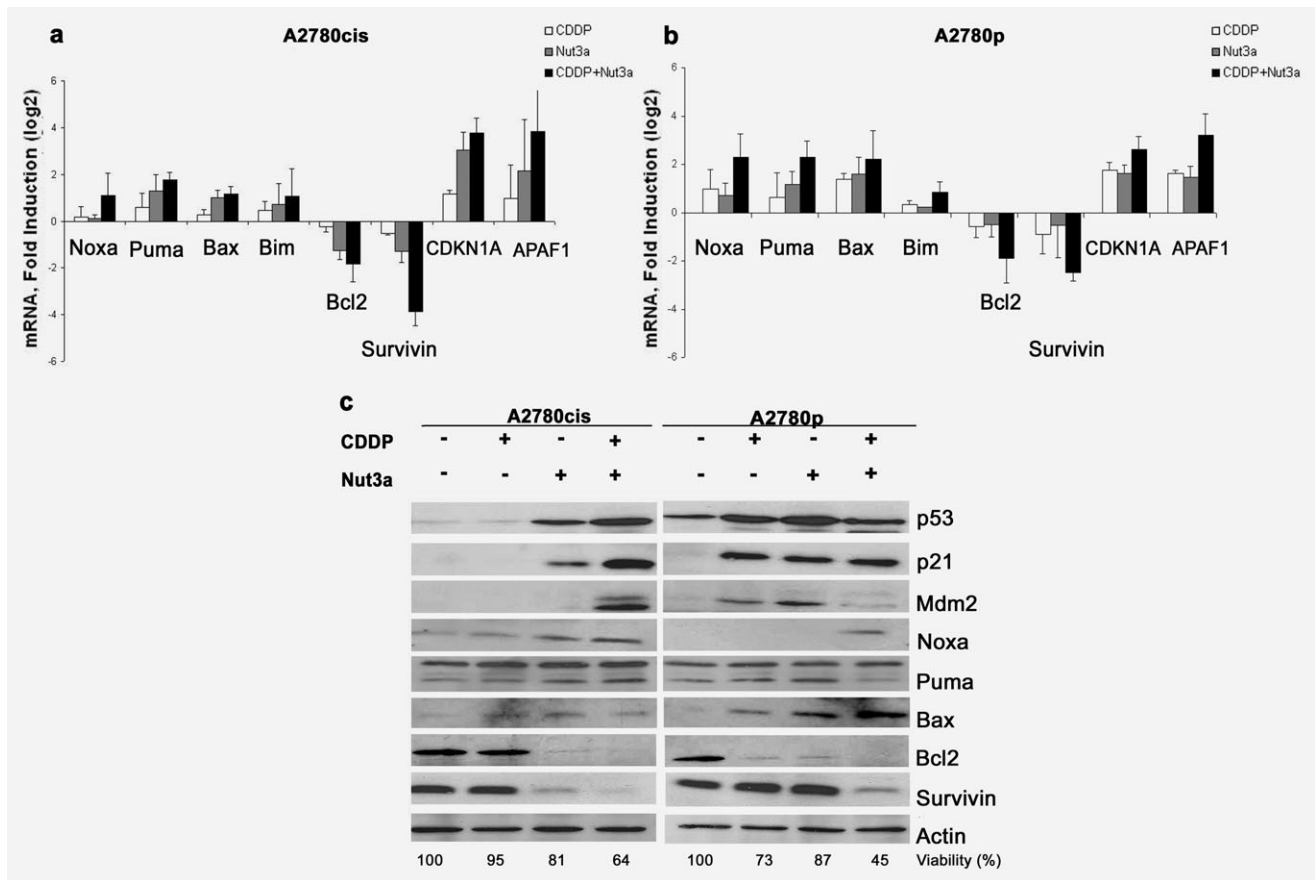 a
A2780cis
CDDP
Nut3a
CDDP+Nut3a
mRNA, Fold Induction (log2)
6
4
2
0
-2
-4
-6
Noxa Puma Bax Bim CDKN1A APAF1
Bcl2
Survivin
b
A2780p
CDDP
Nut3a
CDDP+Nut3a
mRNA, Fold Induction (log2)
6
4
2
0
-2
-4
-6
Noxa Puma Bax Bim CDKN1A APAF1
Bcl2
Survivin
c
A2780cis A2780p
CDDP - + - + - + - +
Nut3a - - + + - - + +
p53
p21
Mdm2
Noxa
Puma
Bax
Bcl2
Survivin
Actin
100 95 81 64 100 73 87 45 Viability (%)